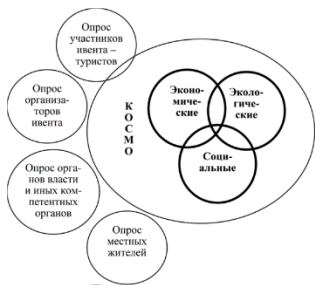 Опрос
участников
ивента –
туристов
Опрос
организа-
торов
ивента
Опрос орга-
нов власти
и иных ком-
петентных
органов
Опрос
местных
жителей
К
О
С
М
О
Эконо-
миче-
ские
Эколо-
гиче-
ские
Соци-
альные